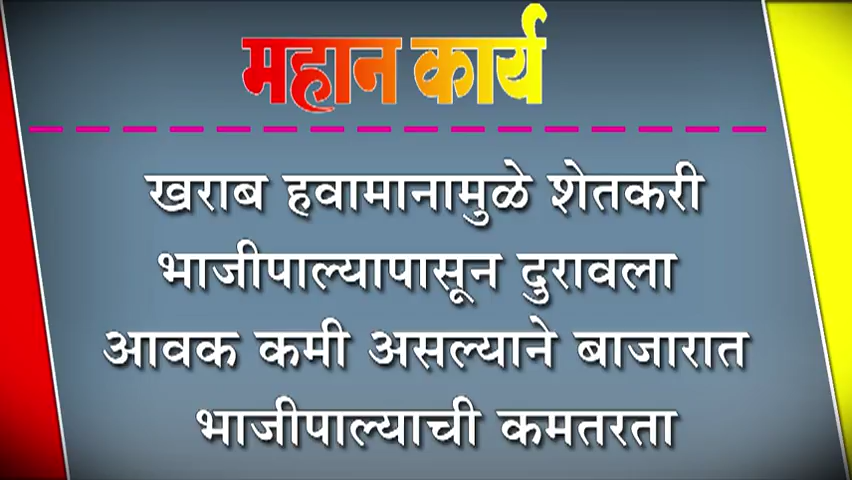 महान कार्य
खराब हवामानामुळे शेतकरी
भाजीपाल्यापासून दुरावला
आवक कमी असल्याने बाजारात
भाजीपाल्याची कमतरता